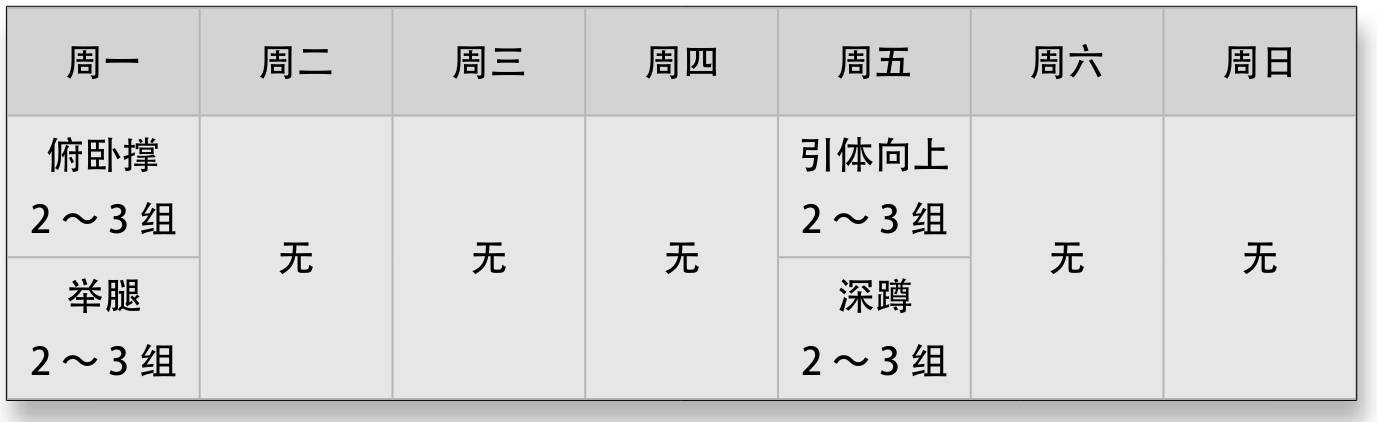 周一 周二 周三 周四 周五 周六 周日
俯卧撑 引体向上
2～3组 2～3组
无 无 无 无 无
举腿 深蹲
2～3组 2～3组